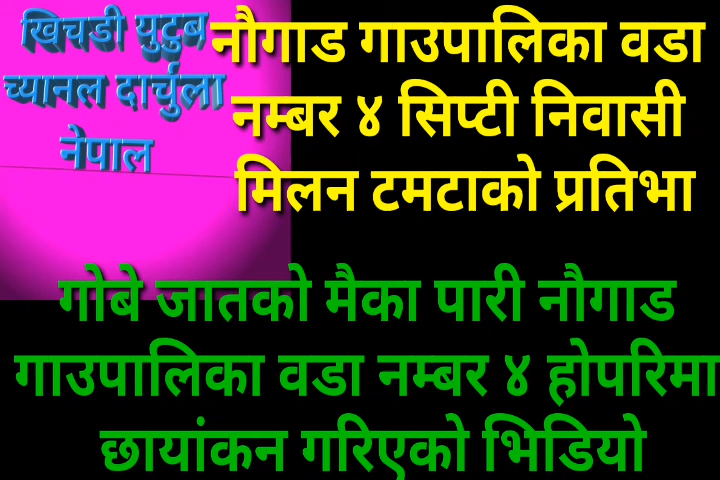 खिचडी युटुब
च्यानल दार्चुला
नेपाल
नौगाड गाउपालिका वडा
नम्बर ४ सिप्टी निवासी
मिलन टमटाको प्रतिभा
गोबे जातको मैका पारी नौगाड
गाउपालिका वडा नम्बर ४ होपरिमा
छायांकन गरिएको भिडियो